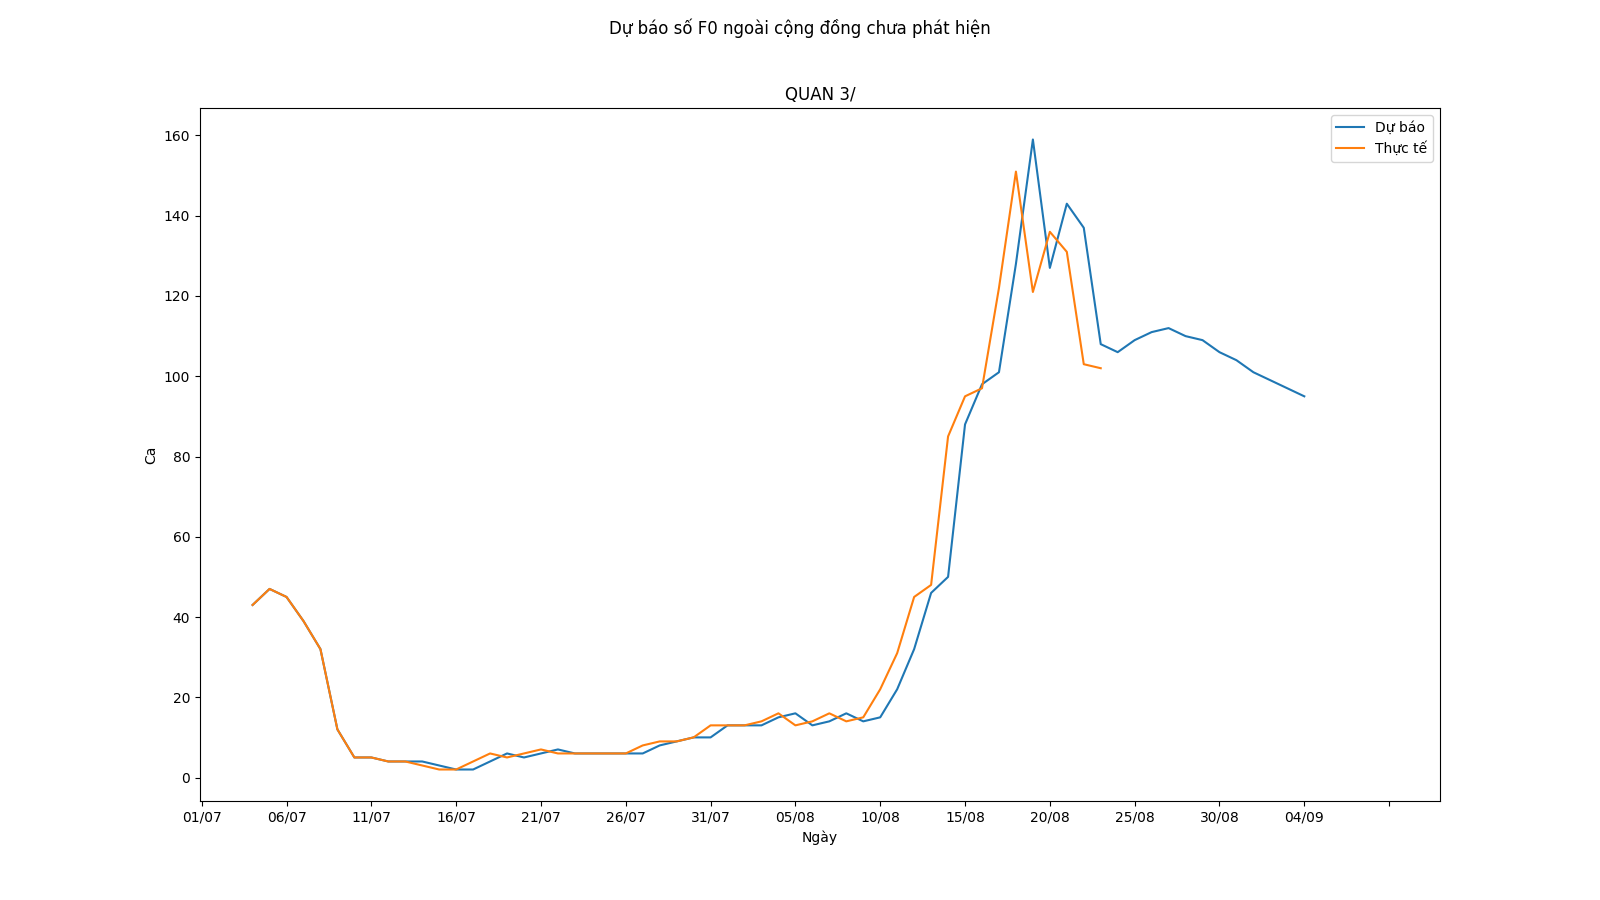 Dự báo số F0 ngoài cộng đồng chưa phát hiện
QUAN 3/
Dự báo
Thực tế
160
140
120
100
80
60
40
20
0
Ca
01/07 06/07 11/07 16/07 21/07 26/07 31/07 05/08 10/08 15/08 20/08 25/08 30/08 04/09
Ngày